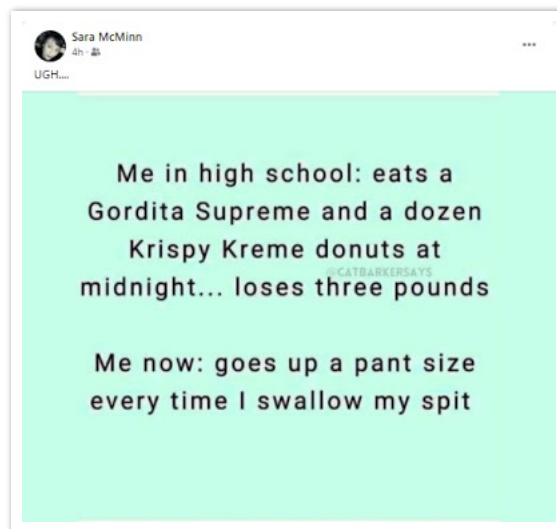 Sara McMinn
4h ·
UGH....
Me in high school: eats a
Gordita Supreme and a dozen
Krispy Kreme donuts at
@CATBARKERSAYS
midnight... loses three pounds
Me now: goes up a pant size
every time I swallow my spit